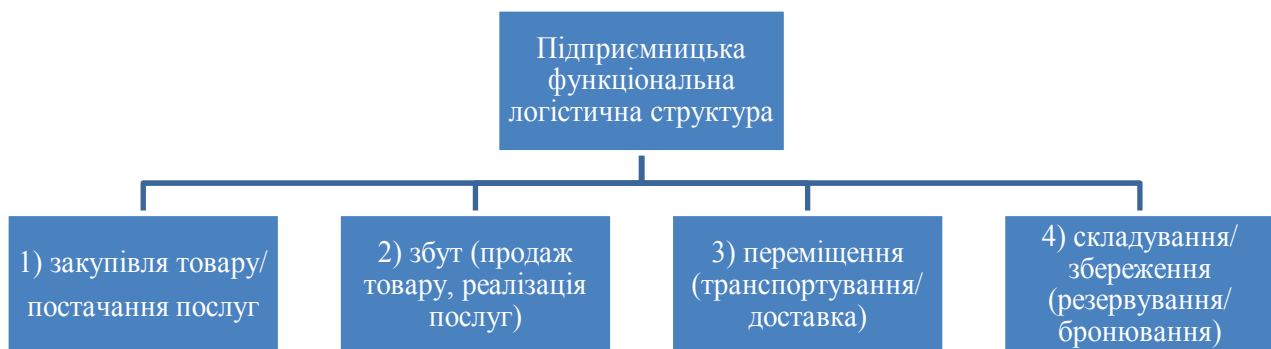 Підприємницька
функціональна
логістична структура
1) закупівля товару/
постачання послуг
2) збут (продаж
товару, реалізація
послуг)
3) переміщення
(транспортування/
доставка)
4) складування/
збереження
(резервування/
бронювання)